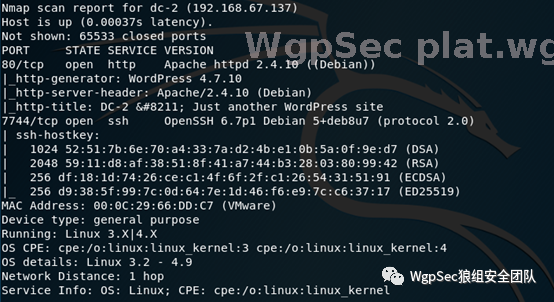 Nmap scan report for dc-2 (192.168.67.137)
Host is up (0.00037s latency).
Not shown: 65533 closed ports
PORT     STATE SERVICE VERSION
80/tcp   open  http    Apache httpd 2.4.10 ((Debian))
|_http-generator: WordPress 4.7.10
|_http-server-header: Apache/2.4.10 (Debian)
|_http-title: DC-2 &#8211; Just another WordPress site
7744/tcp open  ssh     OpenSSH 6.7p1 Debian 5+deb8u7 (protocol 2.0)
| ssh-hostkey:
|   1024 52:51:7b:6e:70:a4:33:7a:d2:4b:e1:0b:5a:0f:9e:d7 (DSA)
|   2048 59:11:d8:af:38:51:8f:41:a7:44:b3:28:03:80:99:42 (RSA)
|   256 df:18:1d:74:26:ce:c1:4f:6f:2f:c1:26:54:31:51:91 (ECDSA)
|_  256 d9:38:5f:99:7c:0d:64:7e:1d:46:f6:e9:7c:c6:37:17 (ED25519)
MAC Address: 00:0C:29:66:DD:C7 (VMware)
Device type: general purpose
Running: Linux 3.X|4.X
OS CPE: cpe:/o:linux:linux_kernel:3 cpe:/o:linux:linux_kernel:4
OS details: Linux 3.2 - 4.9
Network Distance: 1 hop
Service Info: OS: Linux; CPE: cpe:/o:linux:linux_kernel
WgpSec plat.wg
WgpSec狼组安全团队